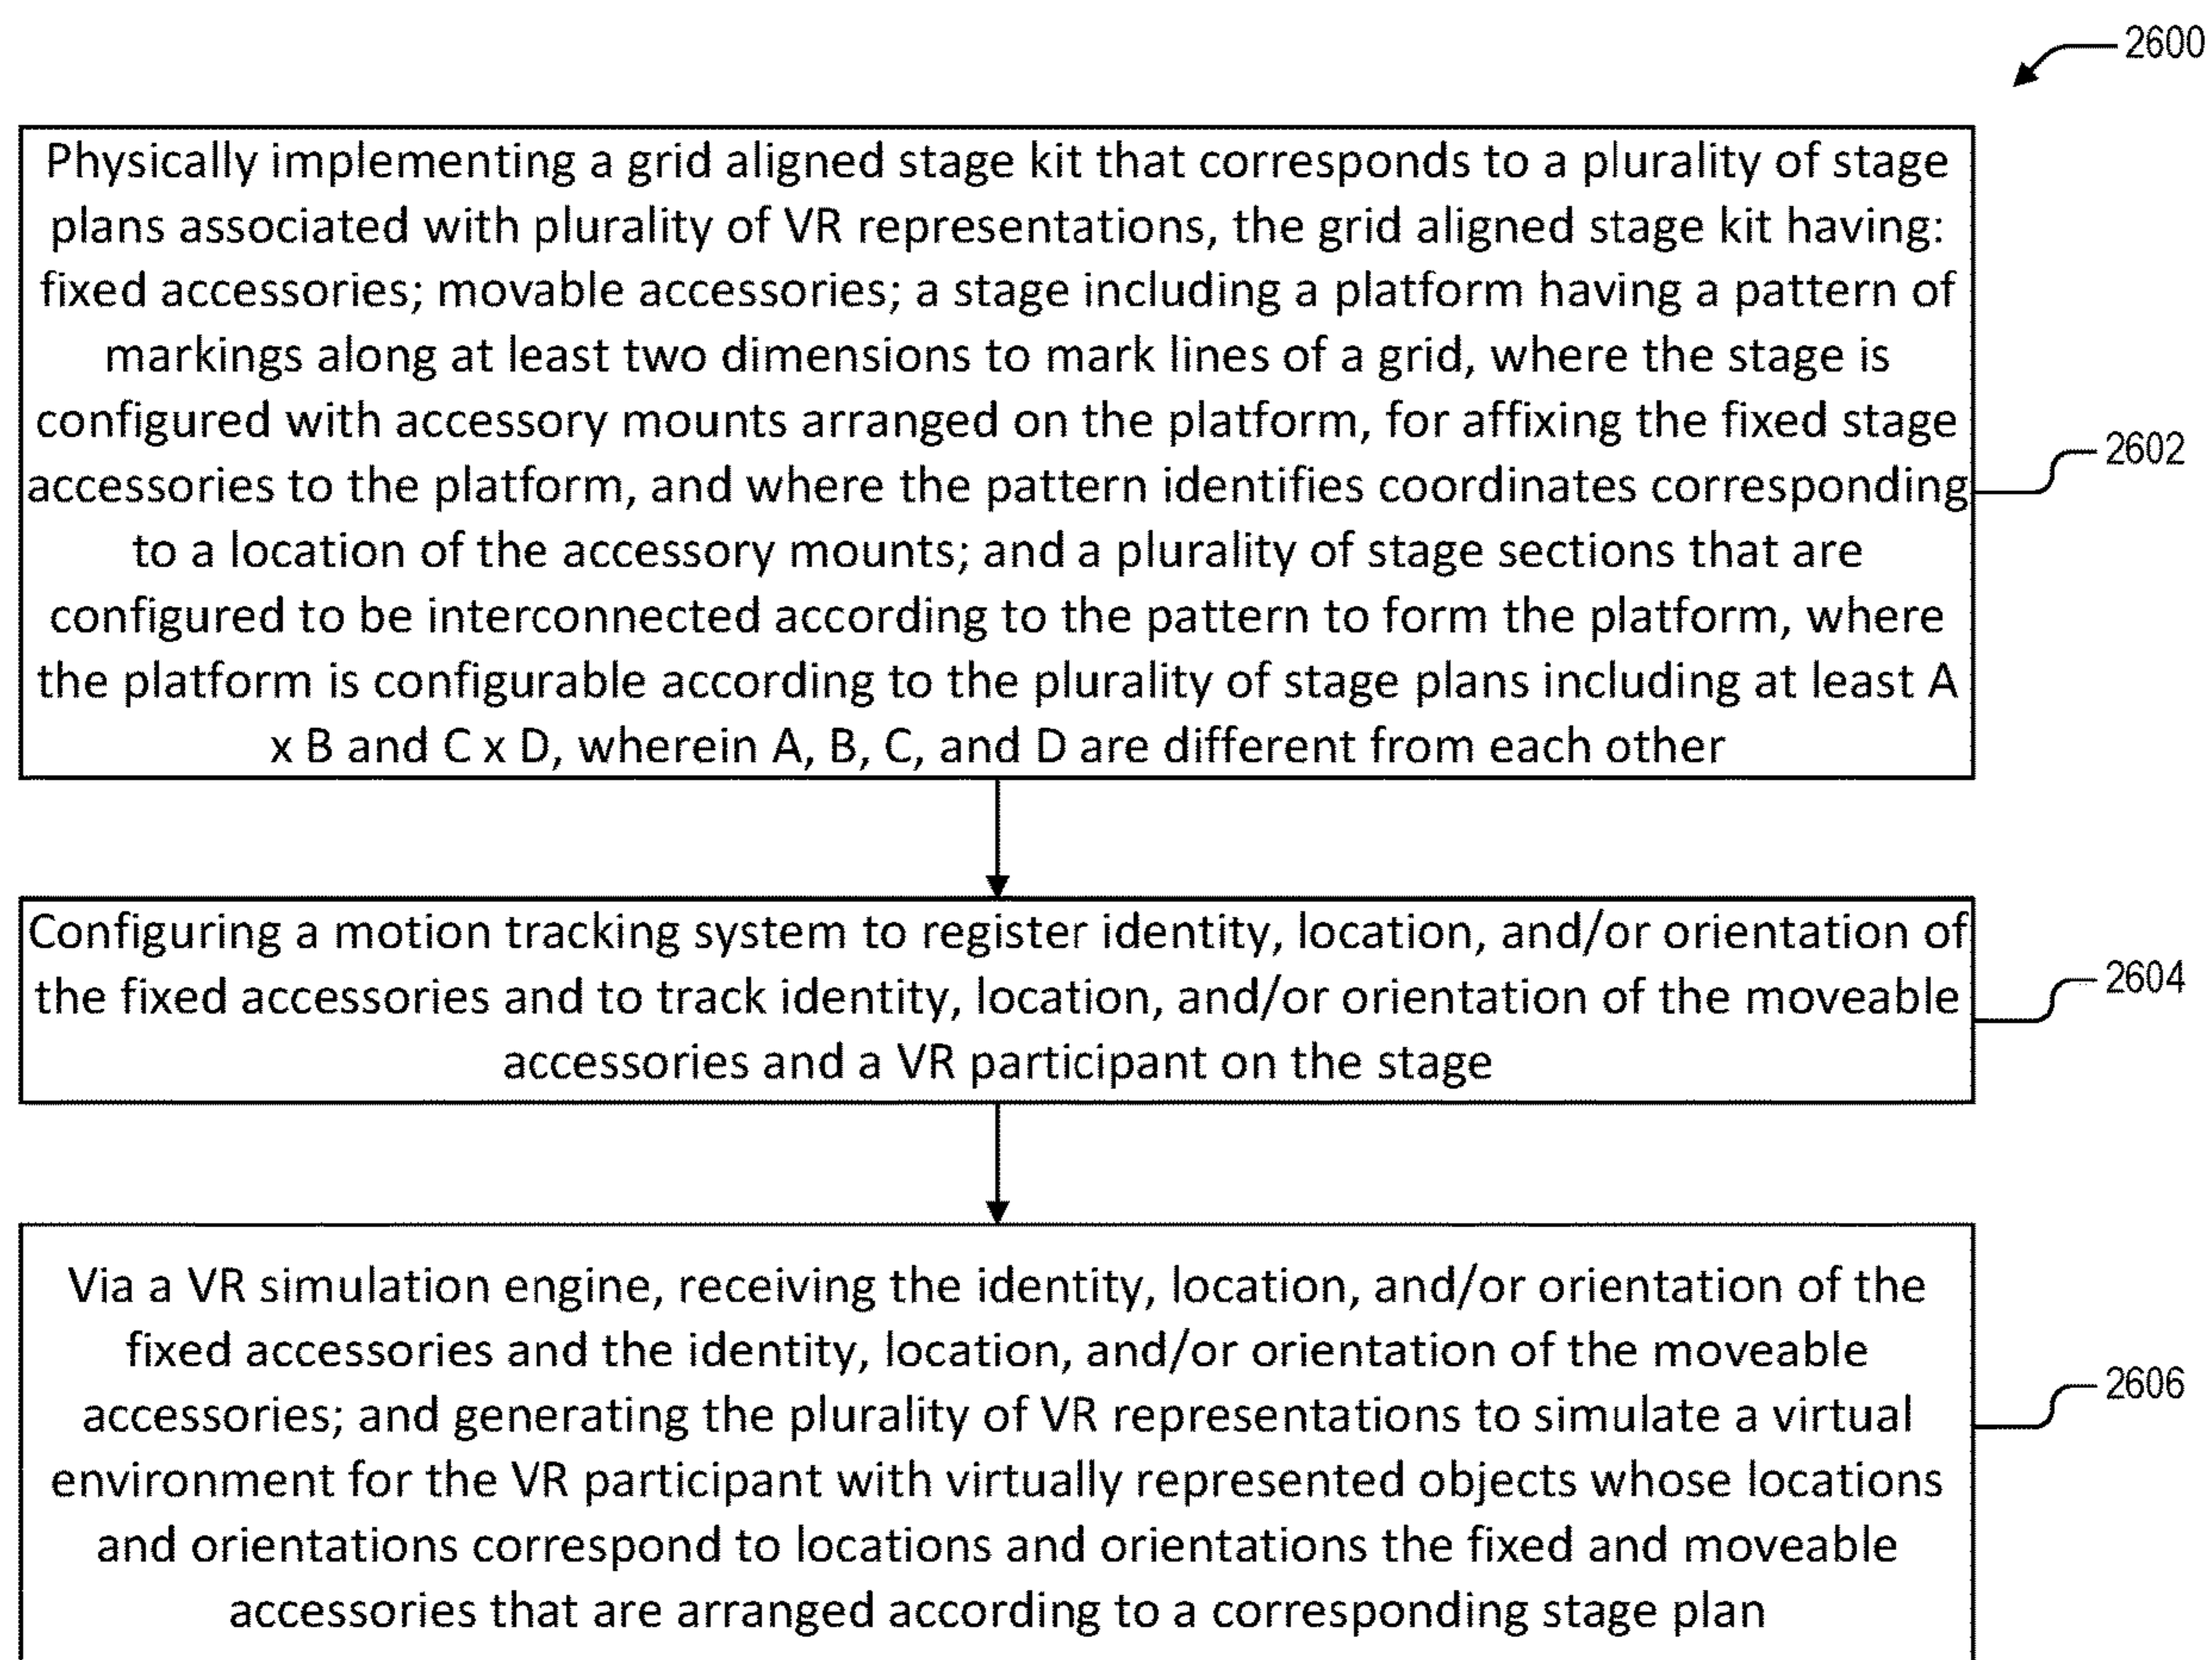 2600
Physically implementing a grid aligned stage kit that corresponds to a plurality of stage
plans associated with plurality of VR representations, the grid aligned stage kit having:
fixed accessories; movable accessories; a stage including a platform having a pattern of
markings along at least two dimensions to mark lines of a grid, where the stage is
configured with accessory mounts arranged on the platform, for affixing the fixed stage
accessories to the platform, and where the pattern identifies coordinates corresponding
to a location of the accessory mounts; and a plurality of stage sections that are
configured to be interconnected according to the pattern to form the platform, where
the platform is configurable according to the plurality of stage plans including at least A
x B and C x D, wherein A, B, C, and D are different from each other
2602
Configuring a motion tracking system to register identity, location, and/or orientation of
the fixed accessories and to track identity, location, and/or orientation of the moveable
accessories and a VR participant on the stage
2604
Via a VR simulation engine, receiving the identity, location, and/or orientation of the
fixed accessories and the identity, location, and/or orientation of the moveable
accessories; and generating the plurality of VR representations to simulate a virtual
environment for the VR participant with virtually represented objects whose locations
and orientations correspond to locations and orientations the fixed and moveable
accessories that are arranged according to a corresponding stage plan
2606